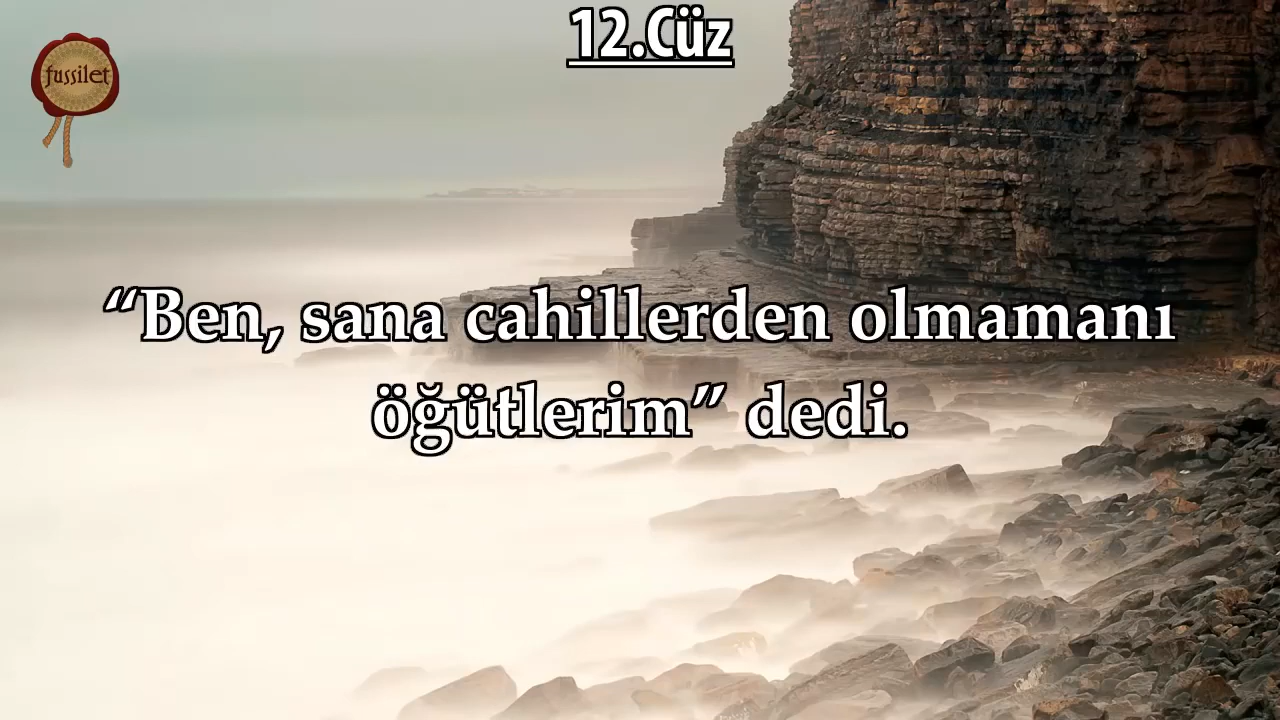 12.Cüz
fussilet
“Ben, sana cahillerden olmamanı
öğütlerim” dedi.